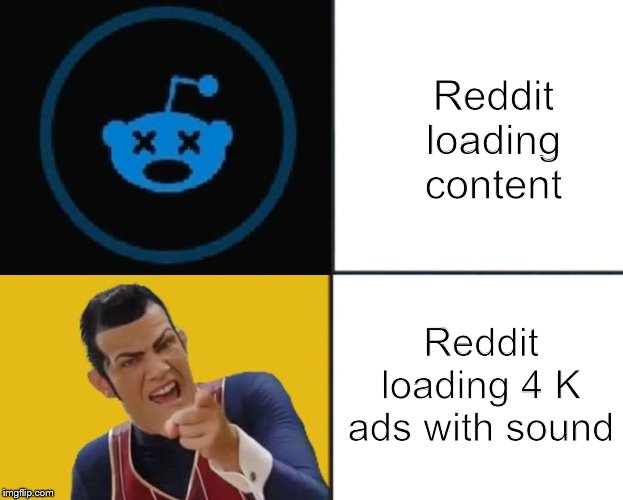 Reddit
loading
content
Reddit
loading 4 K
ads with sound
imgflip.com